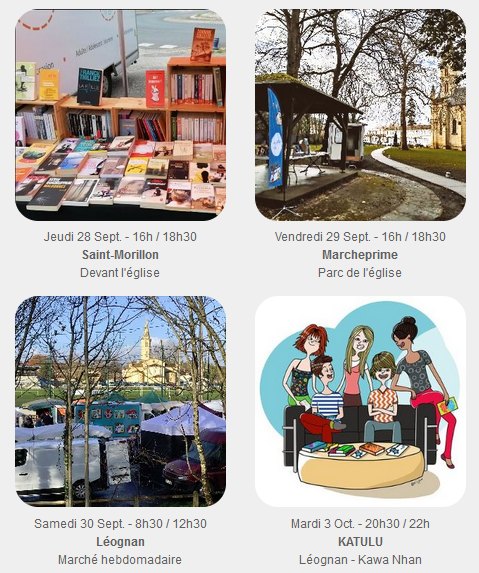 Jeudi 28 Sept. - 16h / 18h30
Saint-Morillon
Devant l'église
Vendredi 29 Sept. - 16h / 18h30
Marcheprime
Parc de l'église
Samedi 30 Sept. - 8h30 / 12h30
Léognan
Marché hebdomadaire
Mardi 3 Oct. - 20h30 / 22h
KATULU
Léognan - Kawa Nhan